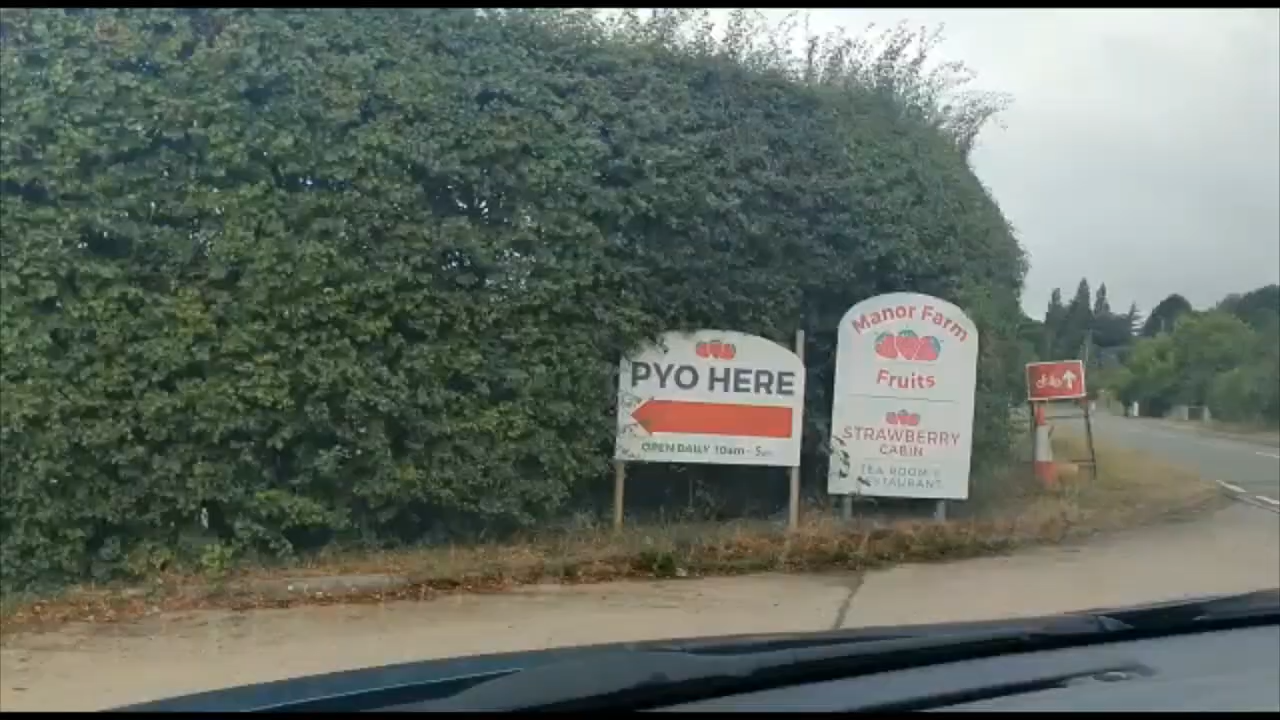 PYO HERE
OPEN DAILY 10am - 5
Manor Farm
Fruits
STRAWBERRY
CABIN
TEA ROOM &
RESTAURANT